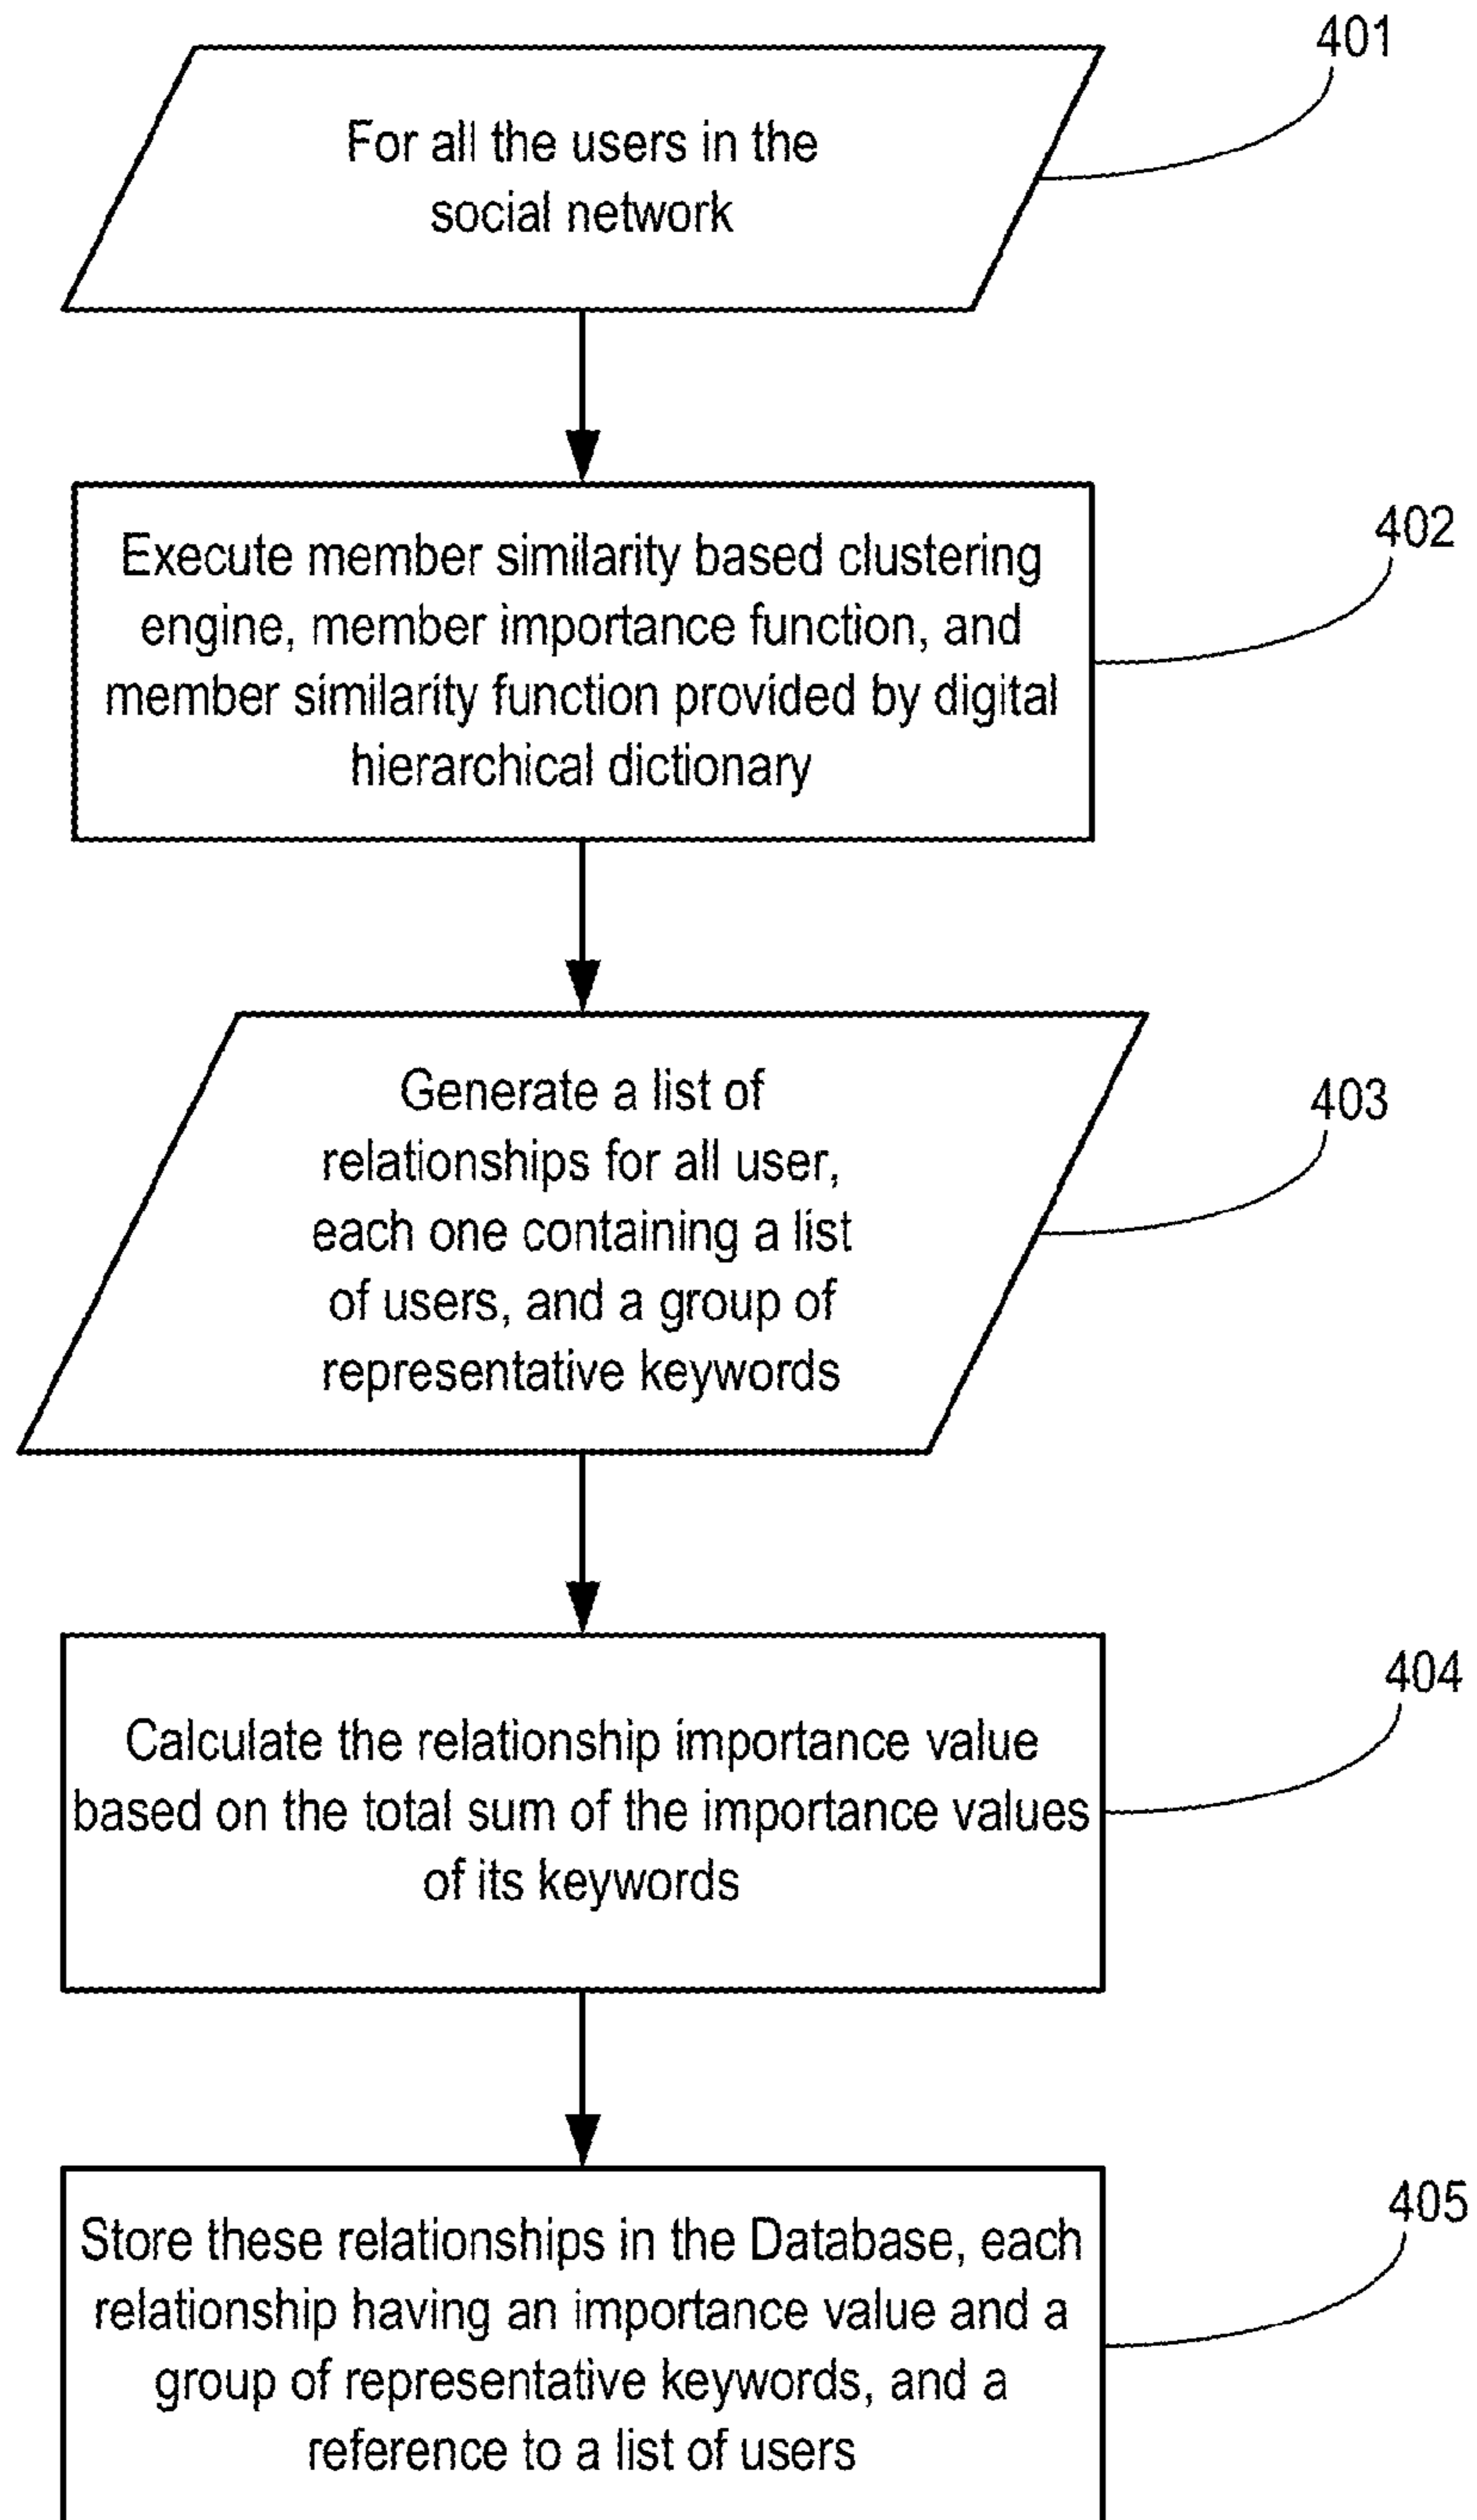 401
For all the users in the
social network
402
Execute member similarity based clustering
engine, member importance function, and
member similarity function provided by digital
hierarchical dictionary
403
Generate a list of
relationships for all user,
each one containing a list
of users, and a group of
representative keywords
404
Calculate the relationship importance value
based on the total sum of the importance values
of its keywords
405
Store these relationships in the Database, each
relationship having an importance value and a
group of representative keywords, and a
reference to a list of users